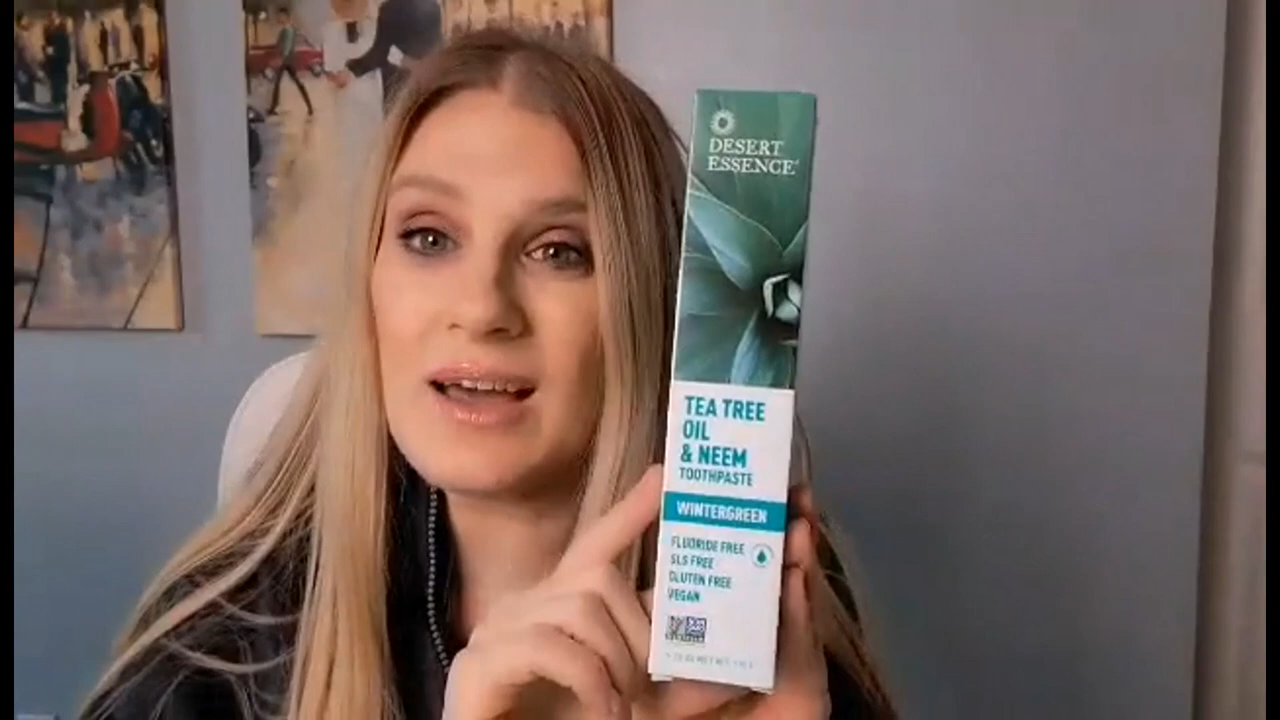 DESERT
ESSENCE
TEA TREE
OIL
& NEEM
TOOTHPASTE
WINTERGREEN
FLUORIDE FREE
SLS FREE
GLUTEN FREE
VEGAN